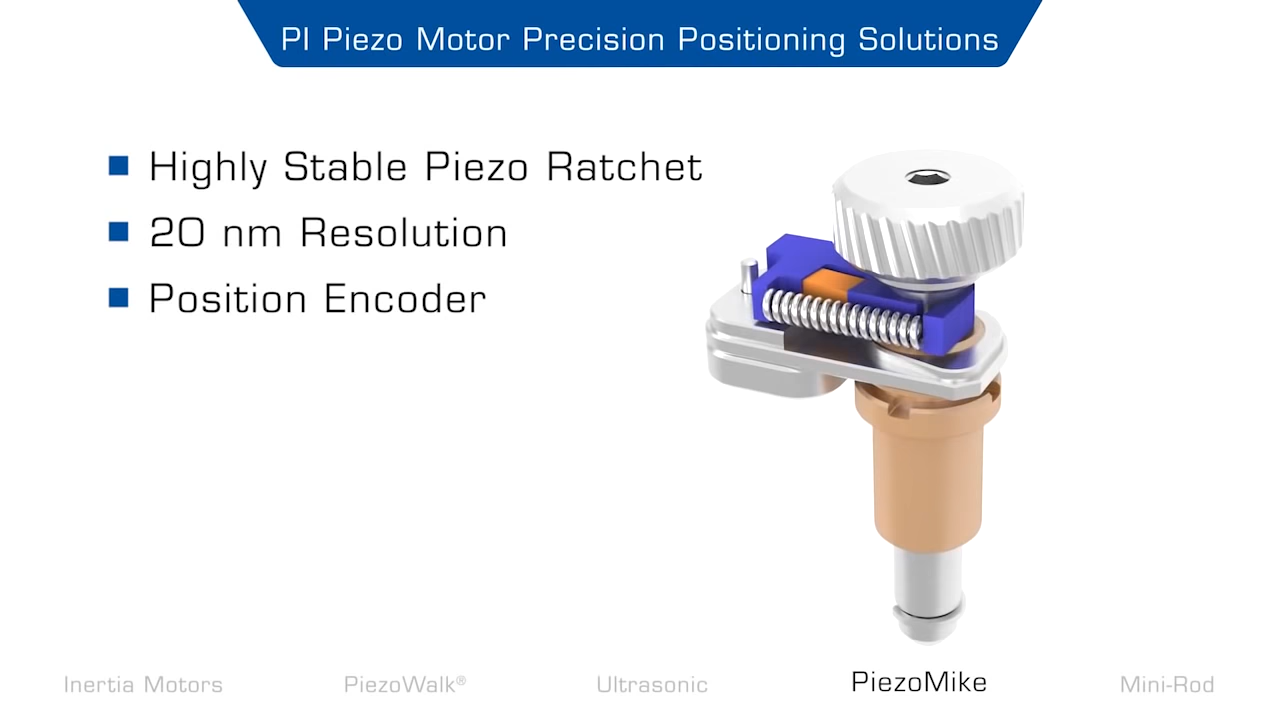 PI Piezo Motor Precision Positioning Solutions
Highly Stable Piezo Ratchet
20 nm Resolution
Position Encoder
Inertia Motors
PiezoWalk®
Ultrasonic
PiezoMike
Mini-Rod